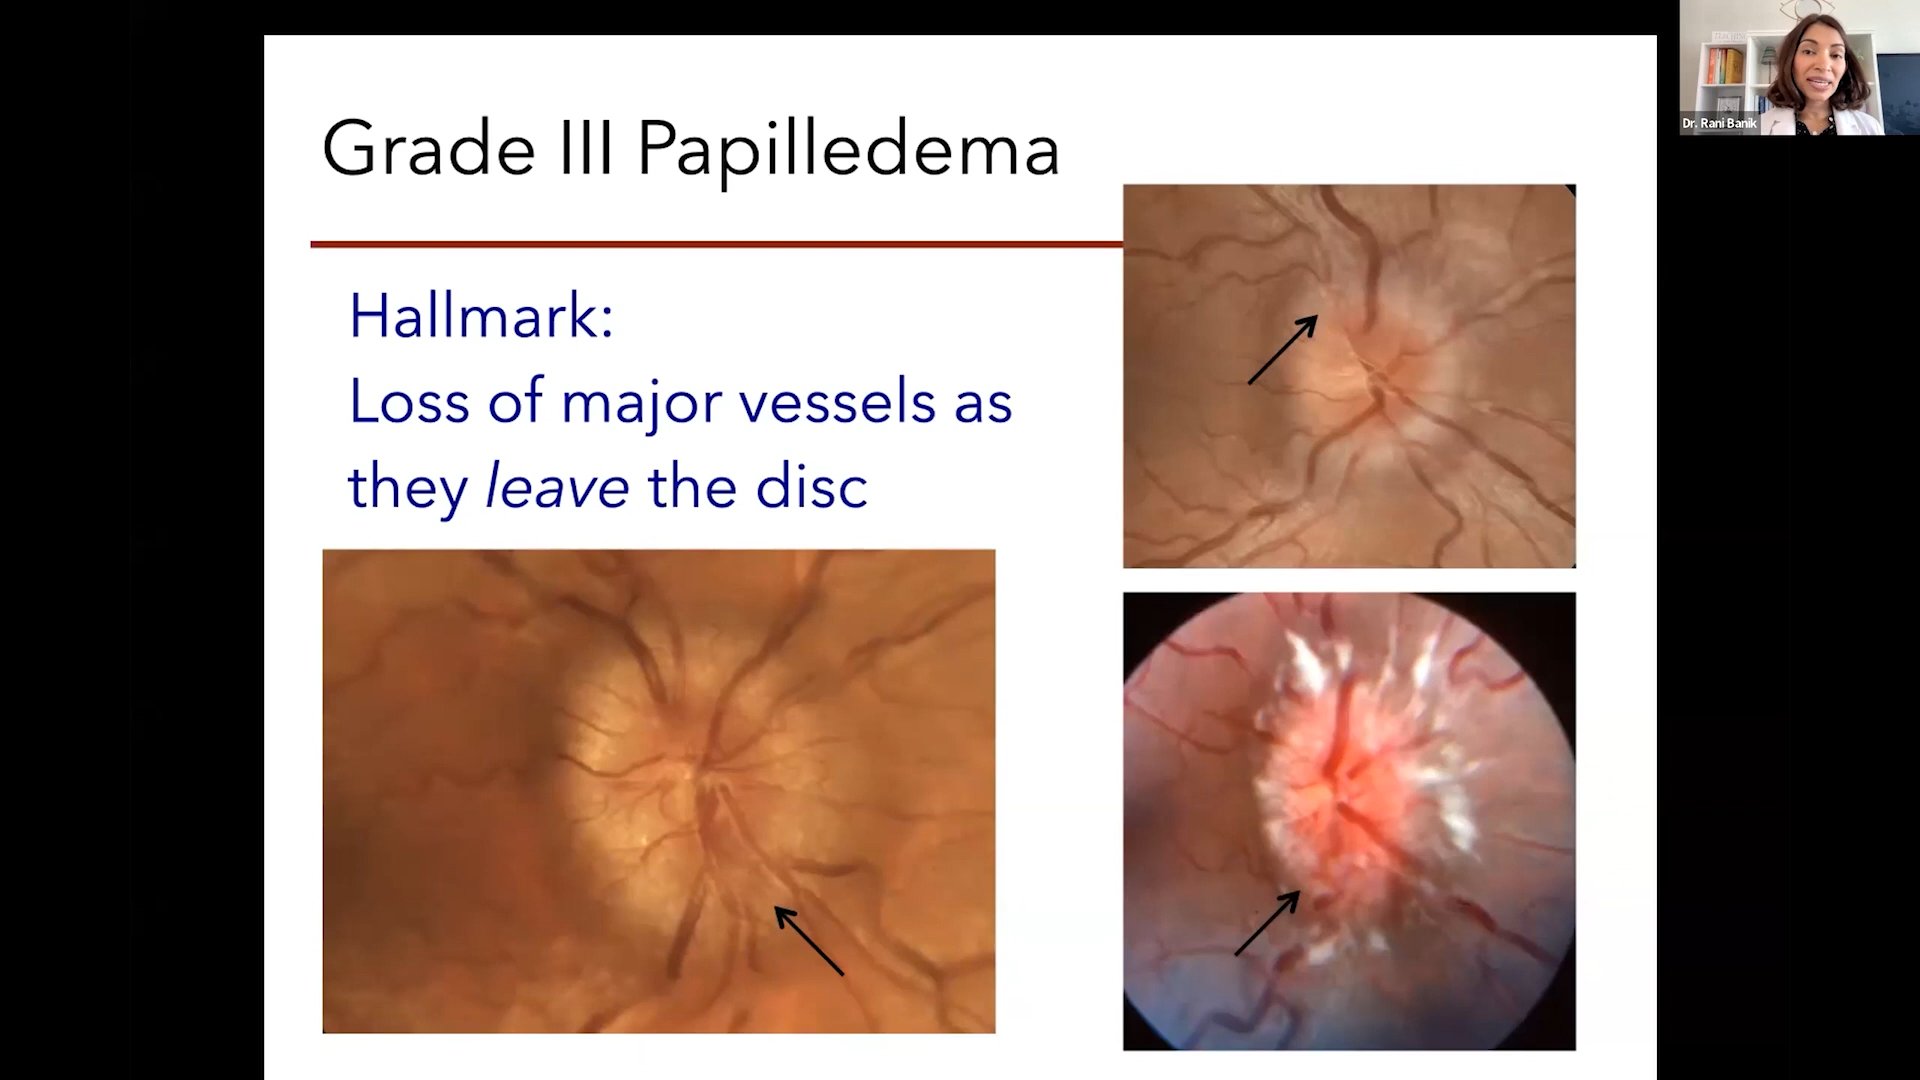 Grade III Papilledema
Hallmark:
Loss of major vessels as
they leave the disc
Dr. Rani Banik